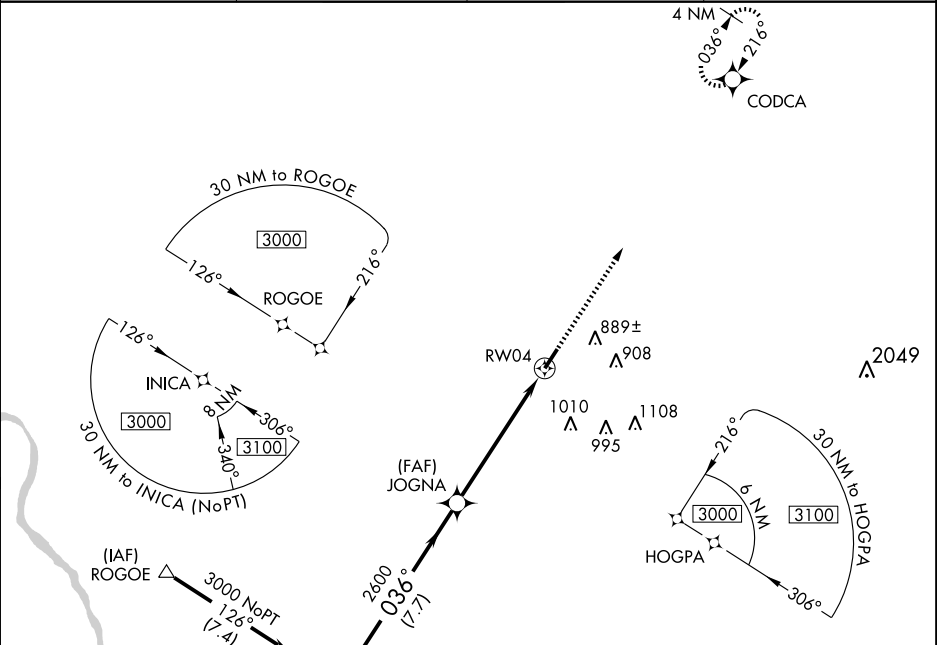 4 NM
036°
216°
CODCA
30 NM to ROGOE
3000
126°
216°
ROGOE
126°
INICA
8 NM
306°
3000
3100
340°
30 NM to INICA (NoPT)
RW04
889±
908
2049
1010
995
1108
(FAF)
JOGNA
216°
30 NM to HOGPA
6 NM
3000
3100
HOGPA
306°
(IAF)
ROGOE
3000 NoPT
126°
(7.4)
2600
036°
(7.7)